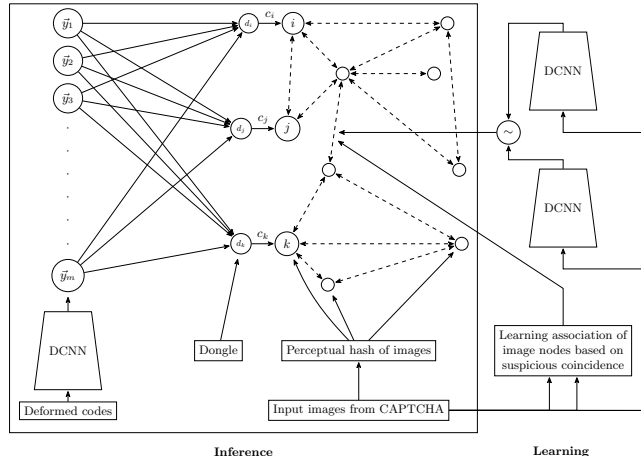 y⃗₁
y⃗₂
y⃗₃
y⃗ₘ
dᵢ
cᵢ
i
dⱼ
cⱼ
j
dₖ
cₖ
k
DCNN
Deformed codes
Dongle
Perceptual hash of images
Input images from CAPTCHA
DCNN
∼
DCNN
Learning association of
image nodes based on
suspicious coincidence
Inference
Learning